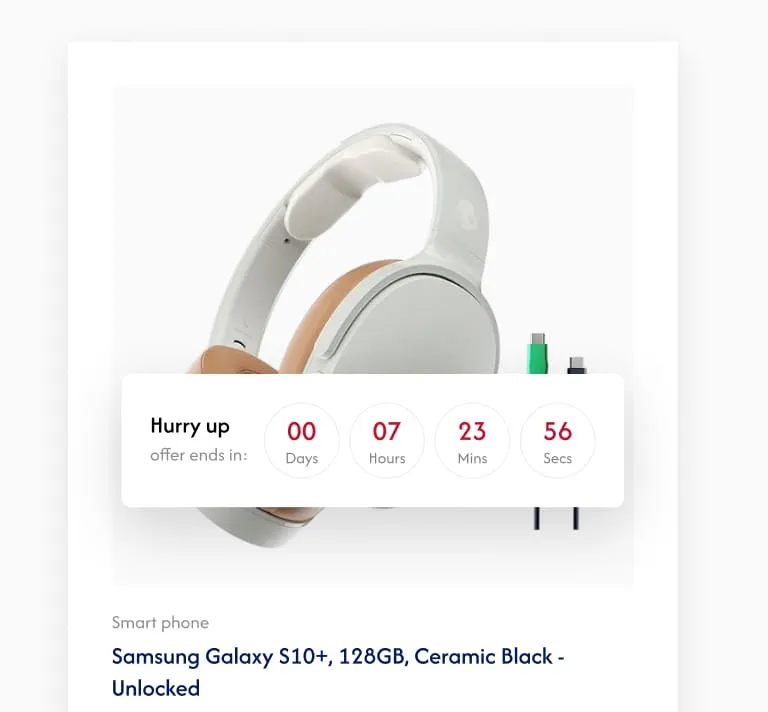 Hurry up
offer ends in:
00
Days
07
Hours
23
Mins
56
Secs
Smart phone
Samsung Galaxy S10+, 128GB, Ceramic Black -
Unlocked